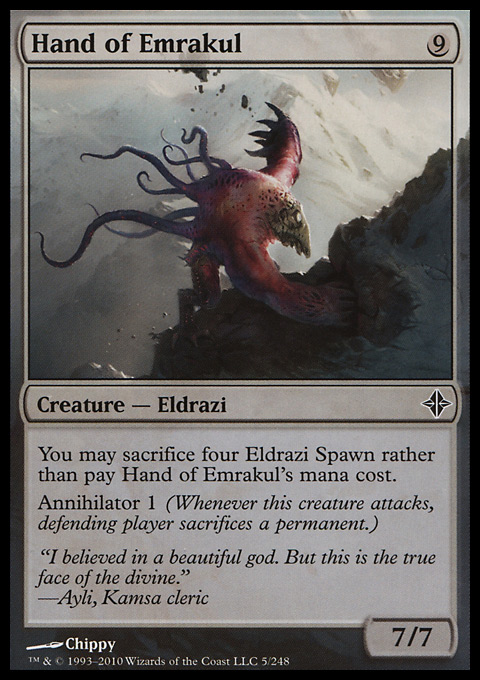 Hand of Emrakul 9
Creature — Eldrazi
You may sacrifice four Eldrazi Spawn rather
than pay Hand of Emrakul's mana cost.
Annihilator 1 (Whenever this creature attacks,
defending player sacrifices a permanent.)
"I believed in a beautiful god. But this is the true
face of the divine."
—Ayli, Kamsa cleric
7/7
Chippy
™ & © 1993–2010 Wizards of the Coast LLC 5/248